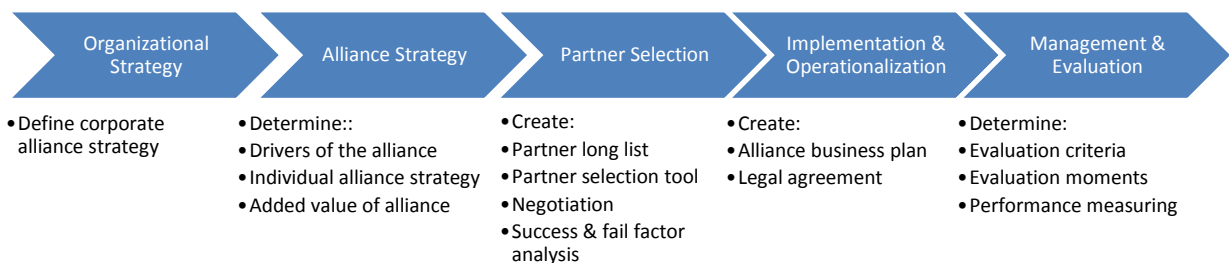 Organizational
Strategy
Alliance Strategy
Partner Selection
Implementation &
Operationalization
Management &
Evaluation
•Define corporate
alliance strategy
•Determine::
•Drivers of the alliance
•Individual alliance strategy
•Added value of alliance
•Create:
•Partner long list
•Partner selection tool
•Negotiation
•Success & fail factor
analysis
•Create:
•Alliance business plan
•Legal agreement
•Determine:
•Evaluation criteria
•Evaluation moments
•Performance measuring